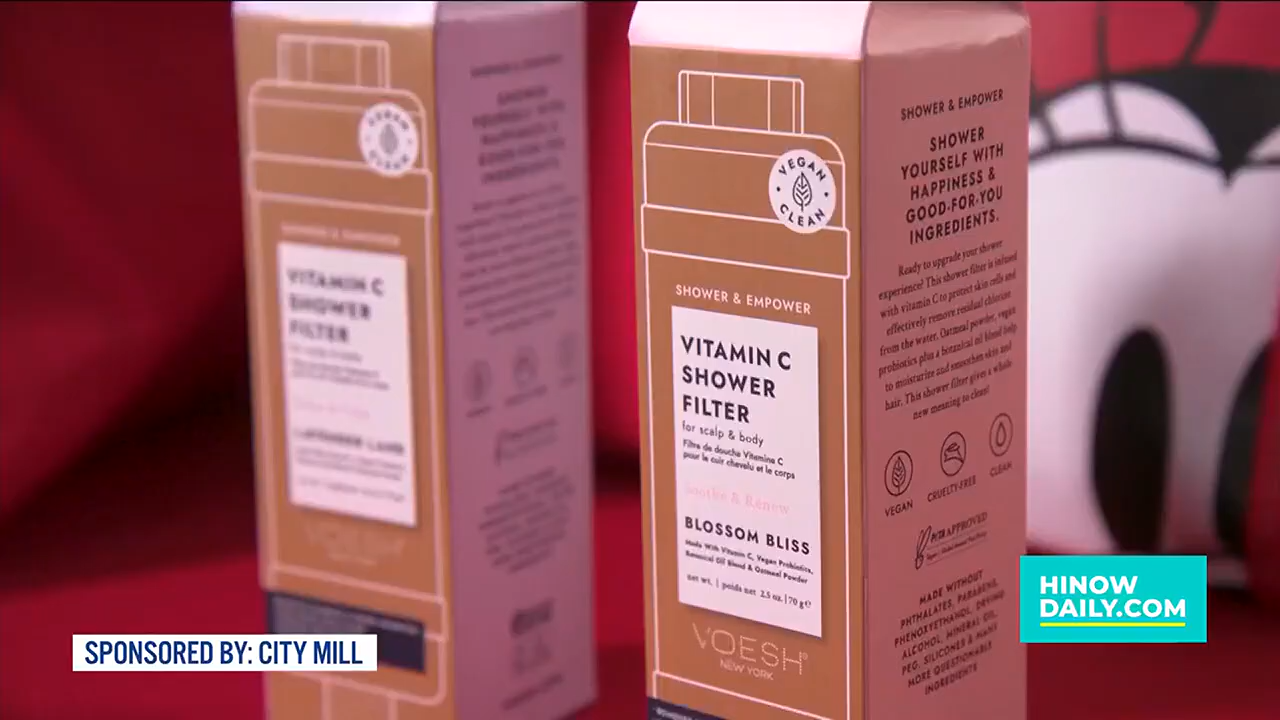 VEGAN
CLEAN
VITAMIN C
SHOWER
FILTER
LAVENDER LAND
VEGAN
CLEAN
SHOWER & EMPOWER
VITAMIN C
SHOWER
FILTER
for scalp & body
Filtre de douche Vitamine C
pour le cuir chevelu et le corps
Soothe & Renew
BLOSSOM BLISS
Made With Vitamin C, Vegan Probiotics,
Botanical Oil Blend & Oatmeal Powder
net wt. | poids net 2.5 oz. | 70 g e
VOESH
NEW YORK
SHOWER & EMPOWER
SHOWER
YOURSELF WITH
HAPPINESS &
GOOD-FOR-YOU
INGREDIENTS.
Ready to upgrade your shower
experience? This shower filter is infused
with vitamin C to protect skin cells and
effectively remove residual chlorine
from the water. Oatmeal powder, vegan
probiotics plus a botanical oil blend help
to moisturize and smoothen skin and
hair. This shower filter gives a whole
new meaning to clean!
VEGAN
CRUELTY-FREE
CLEAN
PETA APPROVED
MADE WITHOUT
PHTHALATES, PARABENS,
PHENOXYETHANOL, DRYING
ALCOHOL, MINERAL OIL,
PEG, SILICONES & MANY
MORE QUESTIONABLE
INGREDIENTS
SPONSORED BY: CITY MILL
HINOW
DAILY.COM